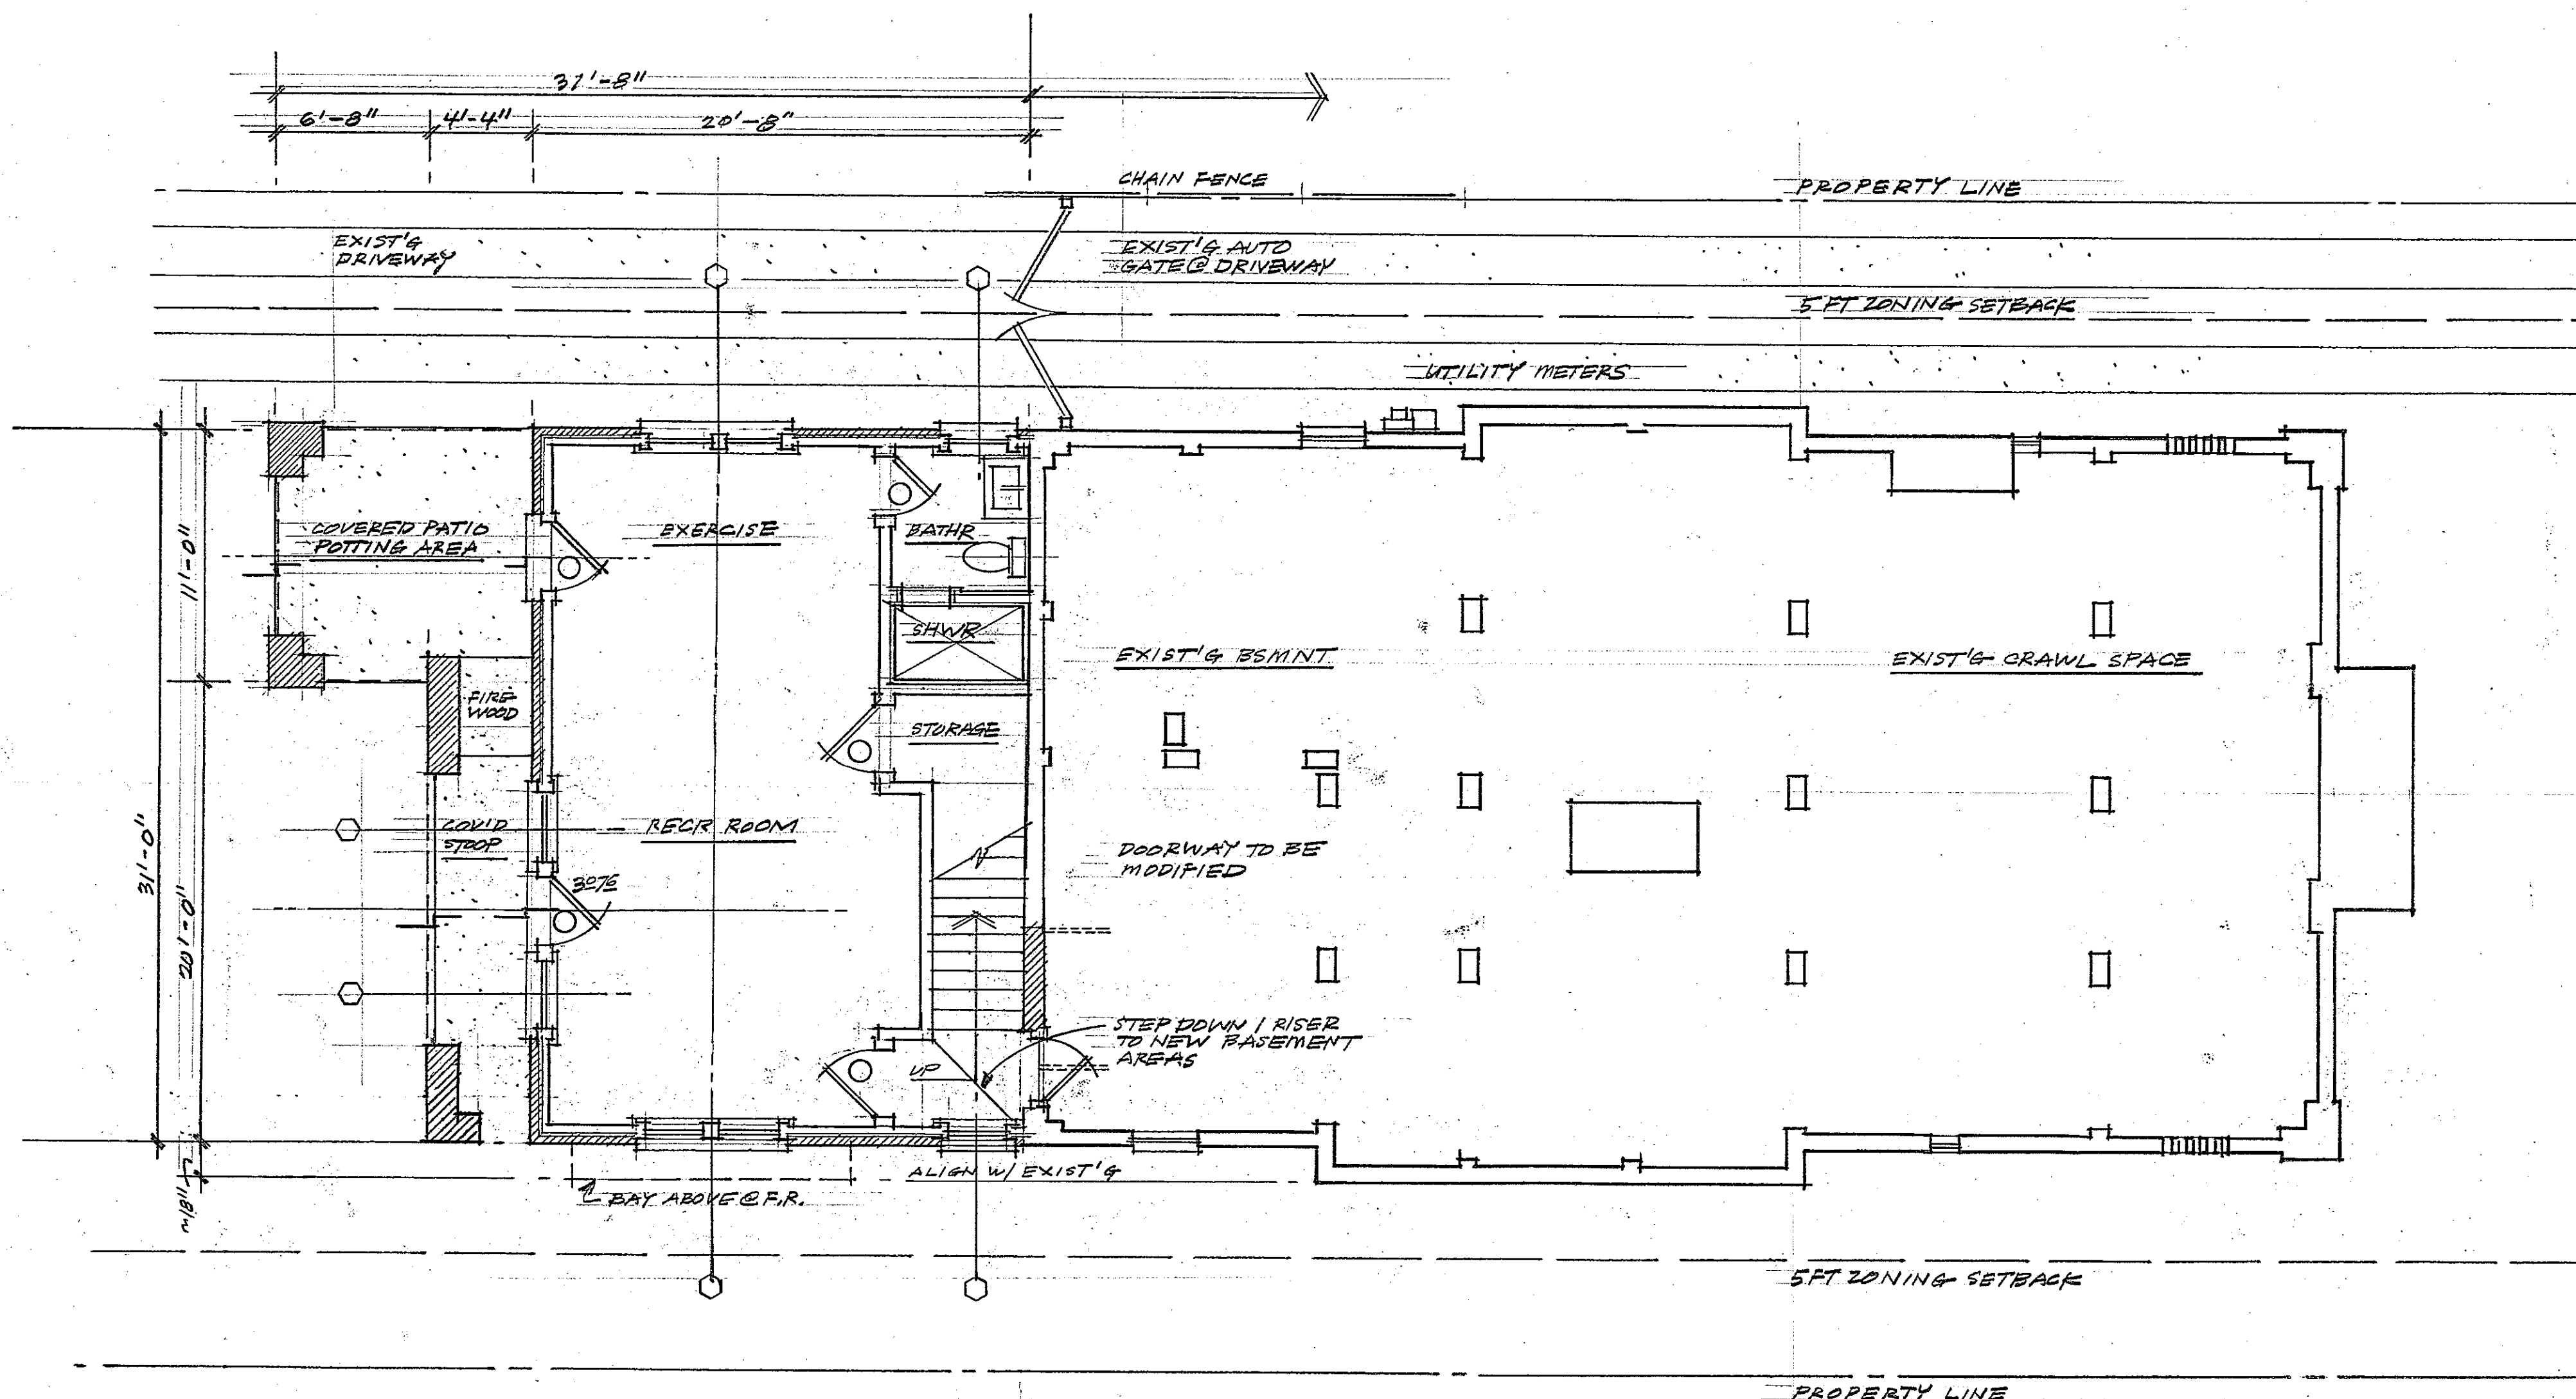 31'-8"
6'-8" 4'-4" 20'-8"
CHAIN FENCE
PROPERTY LINE
EXIST'G
DRIVEWAY
EXIST'G AUTO
GATE @ DRIVEWAY
5 FT ZONING SETBACK
UTILITY METERS
COVERED PATIO
POTTING AREA
EXERCISE
BATHR
11'-0"
SHWR
EXIST'G BSMNT
EXIST'G CRAWL SPACE
FIRE
WOOD
STORAGE
COV'D
STOOP
RECR ROOM
31'-0"
DOORWAY TO BE
MODIFIED
3076
20'-0"
STEP DOWN 1 RISER
TO NEW BASEMENT
AREAS
UP
ALIGN W/ EXIST'G
BAY ABOVE @ F.R.
5 FT ZONING SETBACK
PROPERTY LINE